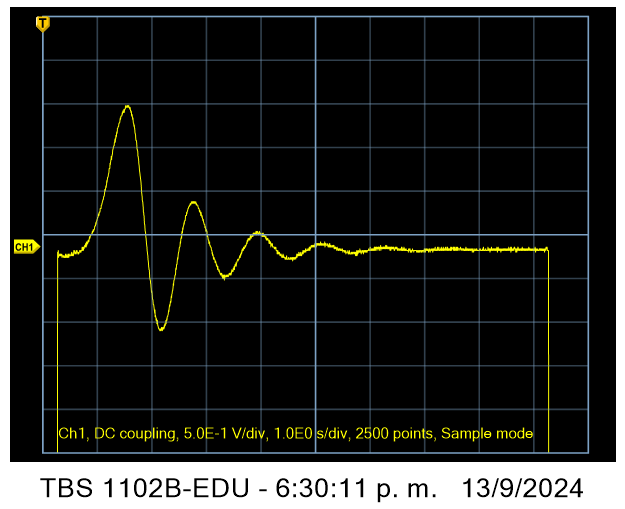 T
CH1
Ch1, DC coupling, 5.0E-1 V/div, 1.0E0 s/div, 2500 points, Sample mode
TBS 1102B-EDU - 6:30:11 p. m.   13/9/2024